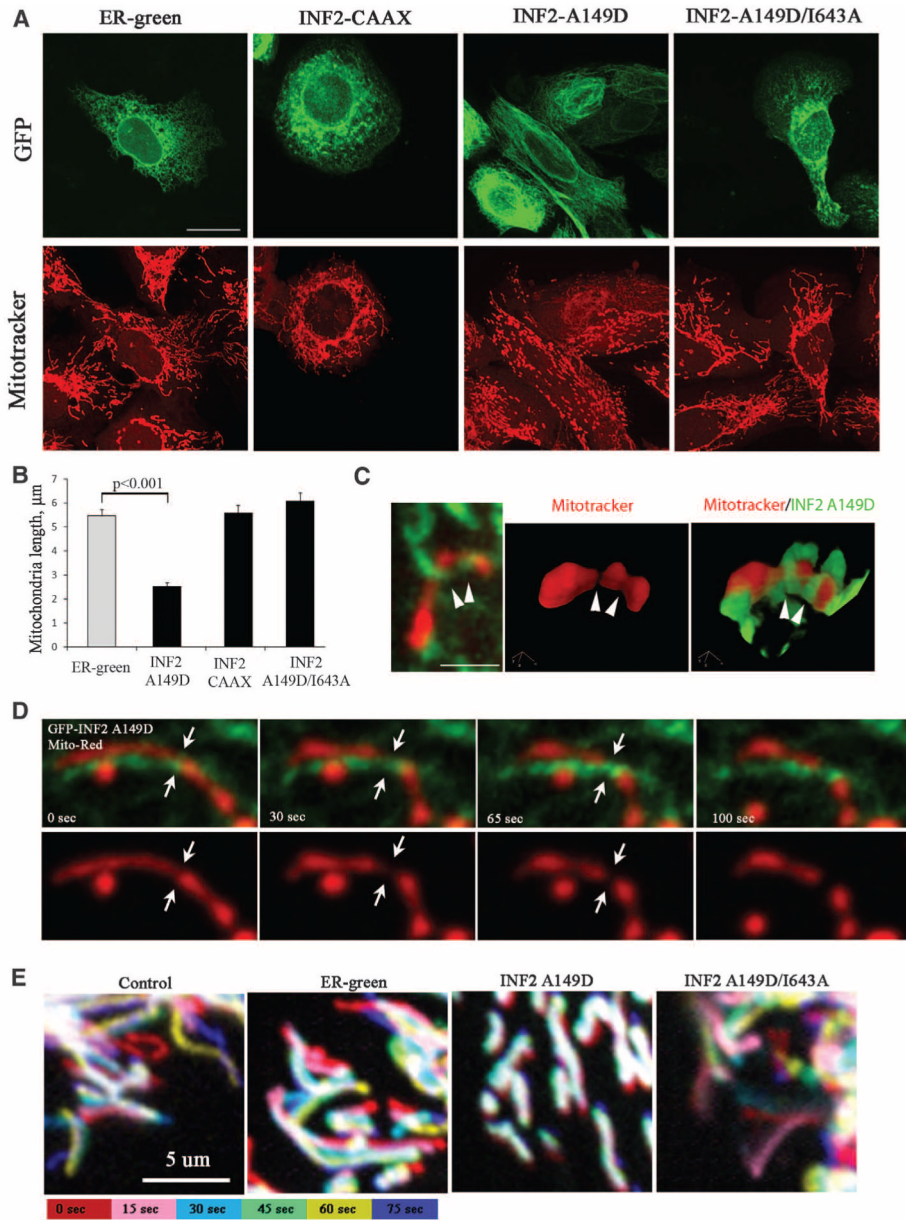 A
ER-green
INF2-CAAX
INF2-A149D
INF2-A149D/I643A
GFP
Mitotracker
B
p<0.001
Mitochondria length, µm
7
6
5
4
3
2
1
0
ER-green
INF2
A149D
INF2
CAAX
INF2
A149D/I643A
C
Mitotracker
Mitotracker/INF2 A149D
D
GFP-INF2 A149D
Mito-Red
0 sec
30 sec
65 sec
100 sec
E
Control
ER-green
INF2 A149D
INF2 A149D/I643A
5 um
0 sec
15 sec
30 sec
45 sec
60 sec
75 sec